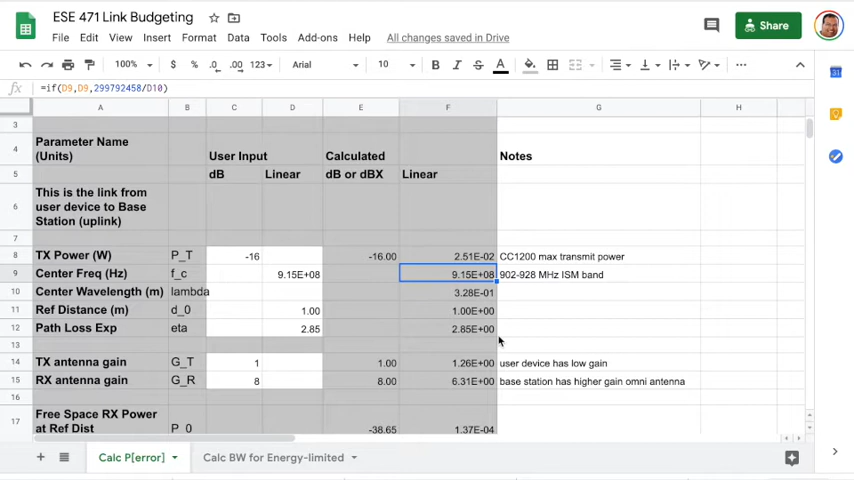 ESE 471 Link Budgeting
File Edit View Insert Format Data Tools Add-ons Help All changes saved in Drive
Share
100% $ % .0 .00 123 Arial 10 B I S A
fx =if(D9,D9,299792458/D10)
A B C D E F G H
3
4 Parameter Name (Units) User Input Calculated Notes
5 dB Linear dB or dBX Linear
6 This is the link from user device to Base Station (uplink)
7
8 TX Power (W) P_T -16 -16.00 2.51E-02 CC1200 max transmit power
9 Center Freq (Hz) f_c 9.15E+08 9.15E+08 902-928 MHz ISM band
10 Center Wavelength (m) lambda 3.28E-01
11 Ref Distance (m) d_0 1.00 1.00E+00
12 Path Loss Exp eta 2.85 2.85E+00
13
14 TX antenna gain G_T 1 1.00 1.26E+00 user device has low gain
15 RX antenna gain G_R 8 8.00 6.31E+00 base station has higher gain omni antenna
16
17 Free Space RX Power at Ref Dist P_0 -38.65 1.37E-04
+ Calc P[error] Calc BW for Energy-limited